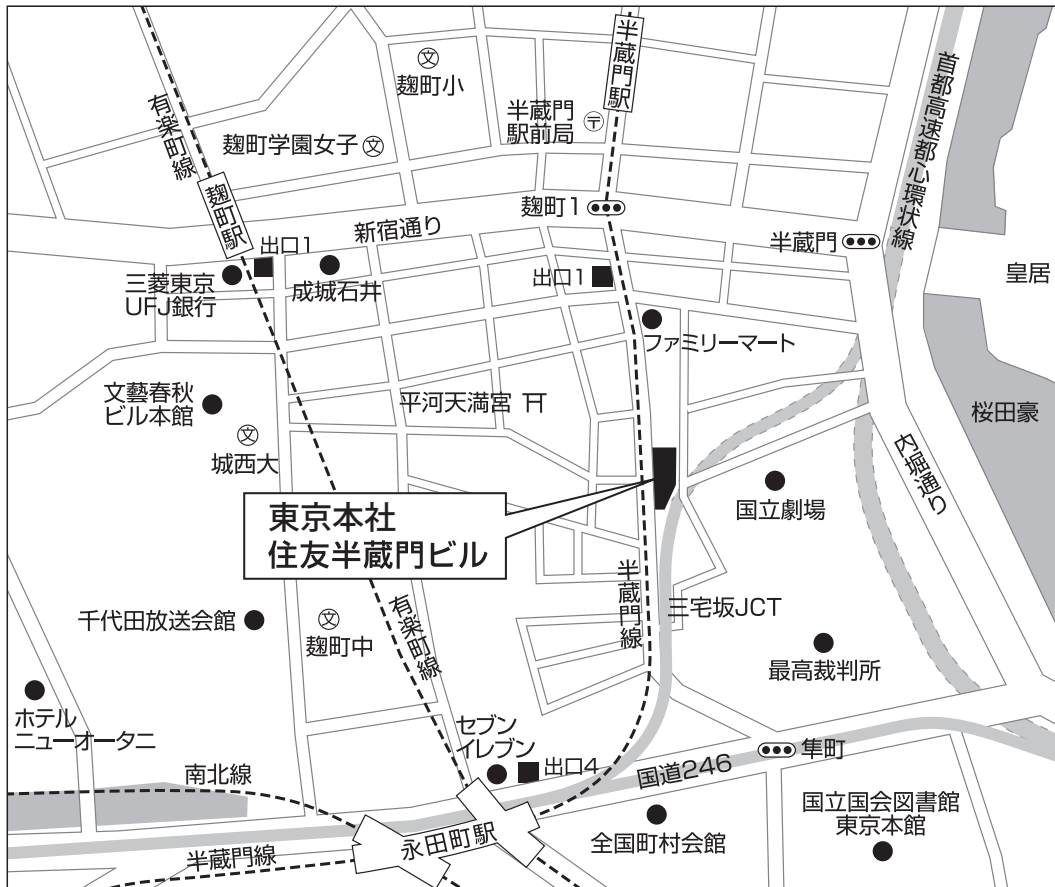 半蔵門駅
麹町小
首都高速都心環状線
有楽町線
半蔵門
駅前局
麹町学園女子
麹町駅
麹町1
新宿通り
半蔵門
出口1
三菱東京
UFJ銀行
成城石井
出口1
皇居
ファミリーマート
文藝春秋
ビル本館
平河天満宮
桜田豪
城西大
内堀通り
国立劇場
東京本社
住友半蔵門ビル
半蔵門線
有楽町線
三宅坂JCT
千代田放送会館
麹町中
最高裁判所
ホテル
ニューオータニ
セブン
イレブン
出口4
隼町
国道246
南北線
国立国会図書館
東京本館
全国町村会館
永田町駅
半蔵門線